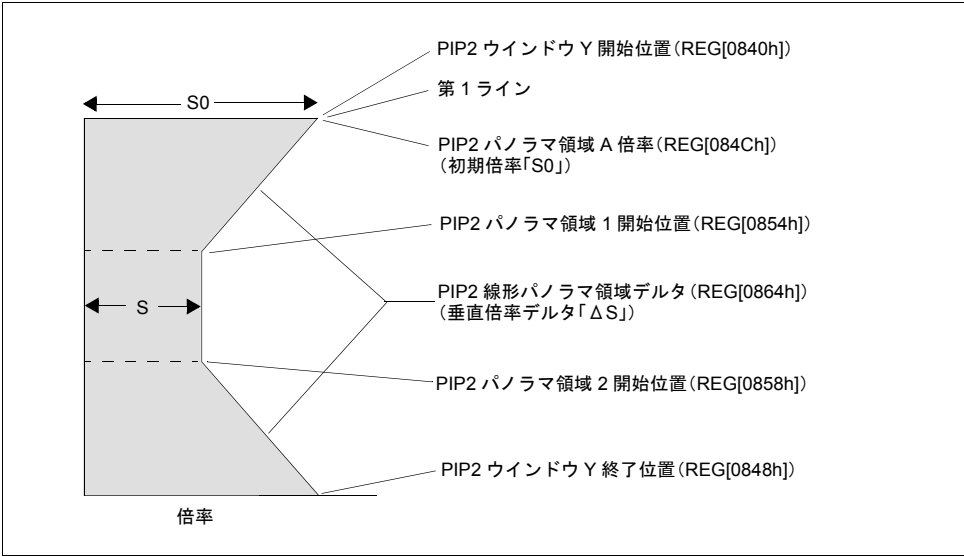 PIP2 ウインドウ Y 開始位置(REG[0840h])
第 1 ライン
S0
PIP2 パノラマ領域 A 倍率(REG[084Ch])
(初期倍率「S0」)
PIP2 パノラマ領域 1 開始位置(REG[0854h])
S
PIP2 線形パノラマ領域デルタ(REG[0864h])
(垂直倍率デルタ「ΔS」)
PIP2 パノラマ領域 2 開始位置(REG[0858h])
PIP2 ウインドウ Y 終了位置(REG[0848h])
倍率